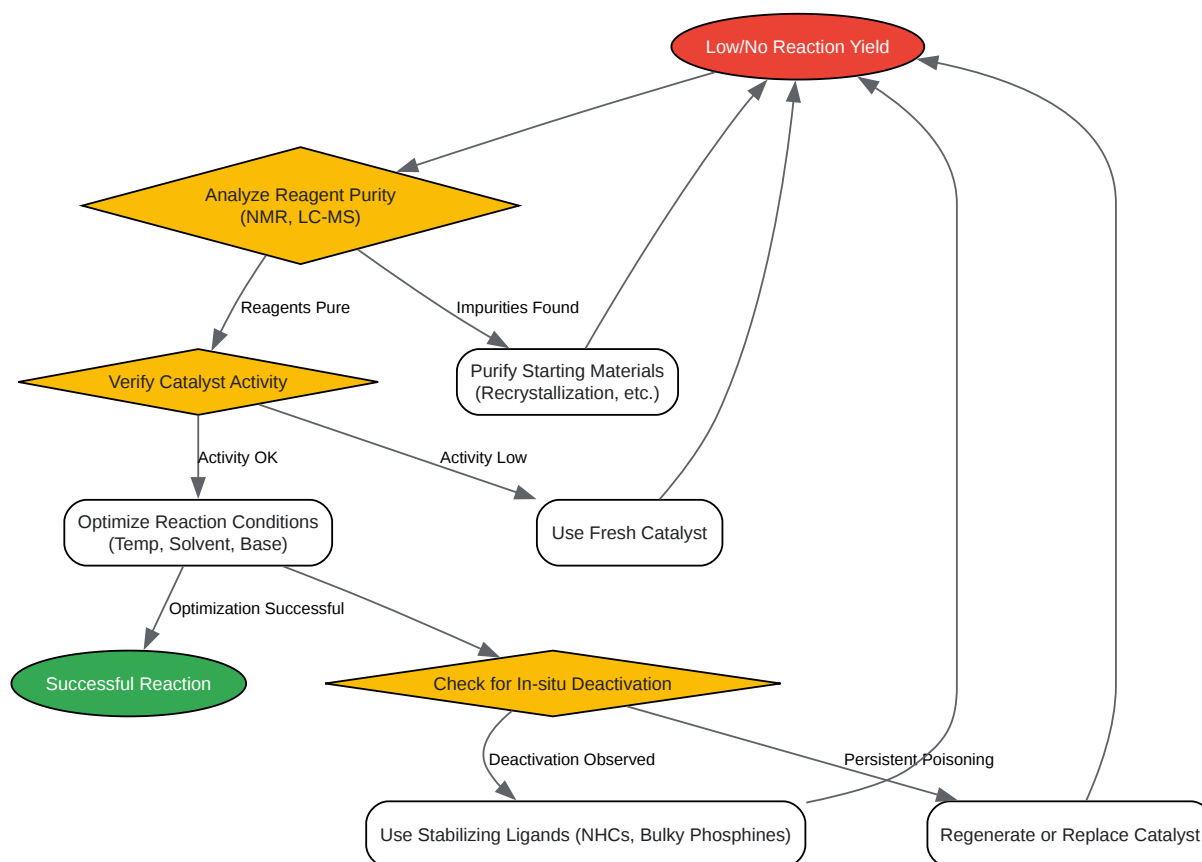 Low/No Reaction Yield
Analyze Reagent Purity
(NMR, LC-MS)
Reagents Pure
Impurities Found
Verify Catalyst Activity
Purify Starting Materials
(Recrystallization, etc.)
Activity OK
Activity Low
Optimize Reaction Conditions
(Temp, Solvent, Base)
Use Fresh Catalyst
Optimization Successful
Successful Reaction
Check for In-situ Deactivation
Deactivation Observed
Persistent Poisoning
Use Stabilizing Ligands (NHCs, Bulky Phosphines)
Regenerate or Replace Catalyst